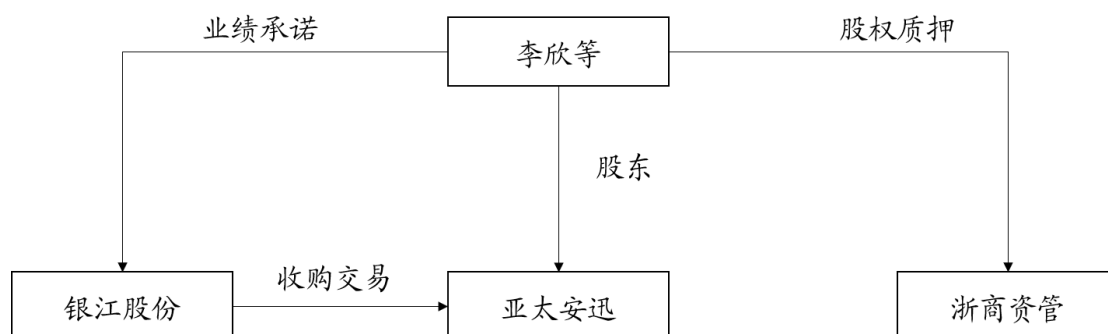 业绩承诺
李欣等
股权质押
股东
银江股份
收购交易
亚太安迅
浙商资管